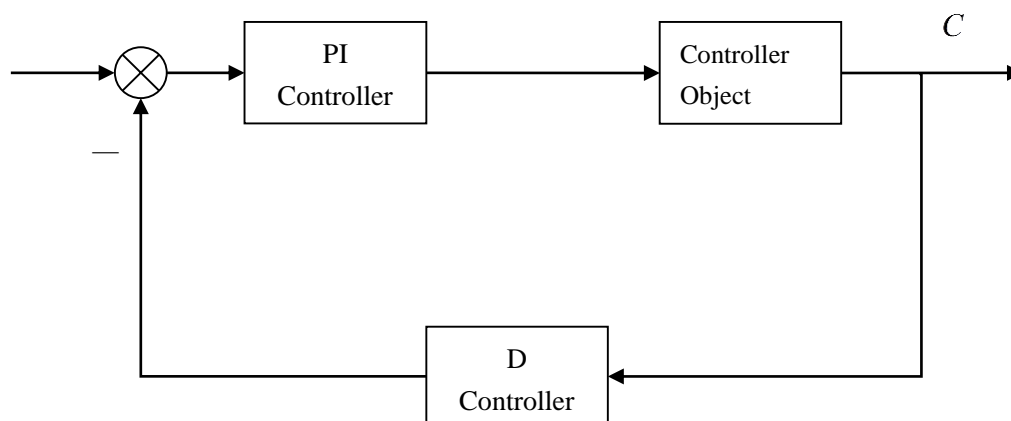 C
PI
Controller
Controller
Object
—
D
Controller